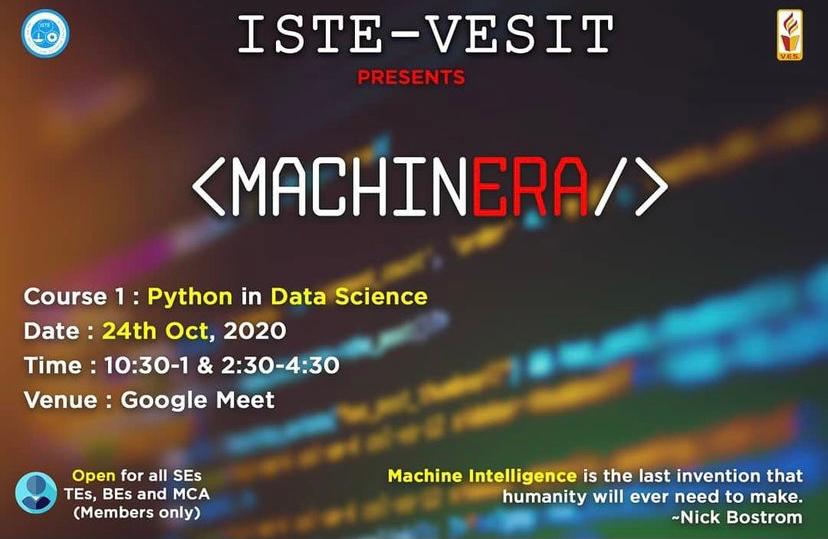 ISTE
V.E.S.
ISTE-VESIT
PRESENTS
<MACHINERA/>
Course 1 : Python in Data Science
Date : 24th Oct, 2020
Time : 10:30-1 & 2:30-4:30
Venue : Google Meet
Open for all SEs
TEs, BEs and MCA
(Members only)
Machine Intelligence is the last invention that
humanity will ever need to make.
~Nick Bostrom